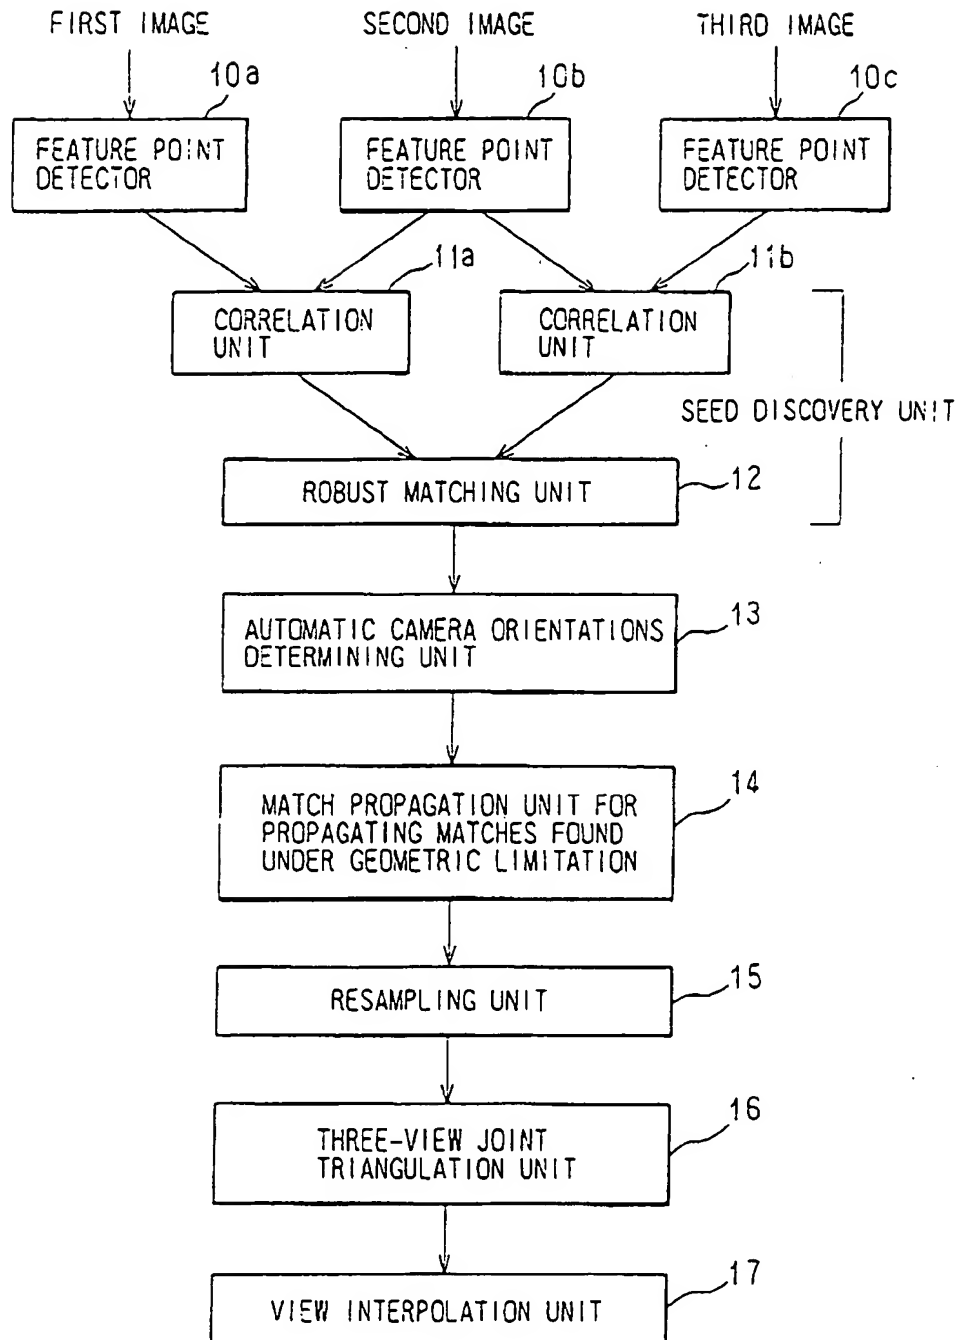 FIRST IMAGE
SECOND IMAGE
THIRD IMAGE
10a
10b
10c
FEATURE POINT
DETECTOR
FEATURE POINT
DETECTOR
FEATURE POINT
DETECTOR
11a
11b
CORRELATION
UNIT
CORRELATION
UNIT
SEED DISCOVERY UNIT
ROBUST MATCHING UNIT
12
AUTOMATIC CAMERA ORIENTATIONS
DETERMINING UNIT
13
MATCH PROPAGATION UNIT FOR
PROPAGATING MATCHES FOUND
UNDER GEOMETRIC LIMITATION
14
RESAMPLING UNIT
15
THREE-VIEW JOINT
TRIANGULATION UNIT
16
VIEW INTERPOLATION UNIT
17